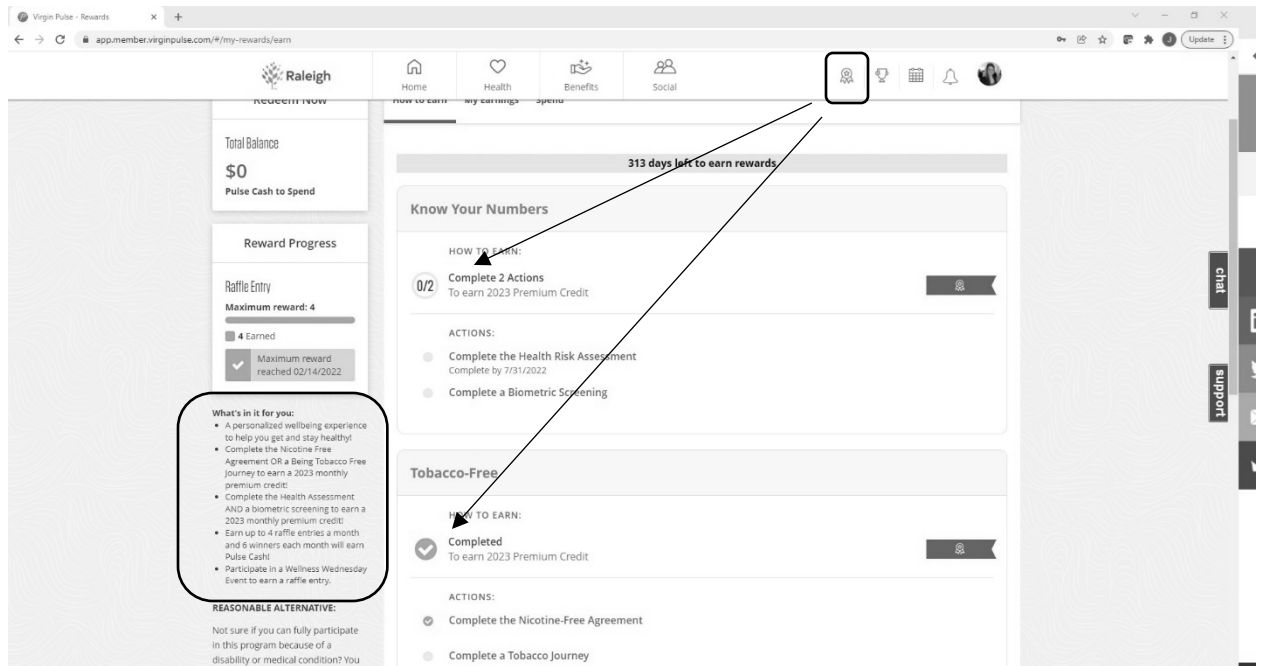 Virgin Pulse - Rewards
app.member.virginpulse.com/#/my-rewards/earn
Update
Raleigh
Home
Health
Benefits
Social
Redeem Now
How to Earn My Earnings Spend
Total Balance
$0
Pulse Cash to Spend
Reward Progress
Raffle Entry
Maximum reward: 4
4 Earned
Maximum reward
reached 02/14/2022
What's in it for you:
• A personalized wellbeing experience
to help you get and stay healthy!
• Complete the Nicotine Free
Agreement OR a Being Tobacco Free
Journey to earn a 2023 monthly
premium credit!
• Complete the Health Assessment
AND a biometric screening to earn a
2023 monthly premium credit!
• Earn up to 4 raffle entries a month
and 6 winners each month will earn
Pulse Cash!
• Participate in a Wellness Wednesday
Event to earn a raffle entry.
REASONABLE ALTERNATIVE:
Not sure if you can fully participate
in this program because of a
disability or medical condition? You
313 days left to earn rewards
Know Your Numbers
HOW TO EARN:
0/2
Complete 2 Actions
To earn 2023 Premium Credit
ACTIONS:
Complete the Health Risk Assessment
Complete by 7/31/2022
Complete a Biometric Screening
Tobacco-Free
HOW TO EARN:
Completed
To earn 2023 Premium Credit
ACTIONS:
Complete the Nicotine-Free Agreement
Complete a Tobacco Journey
chat
support
J